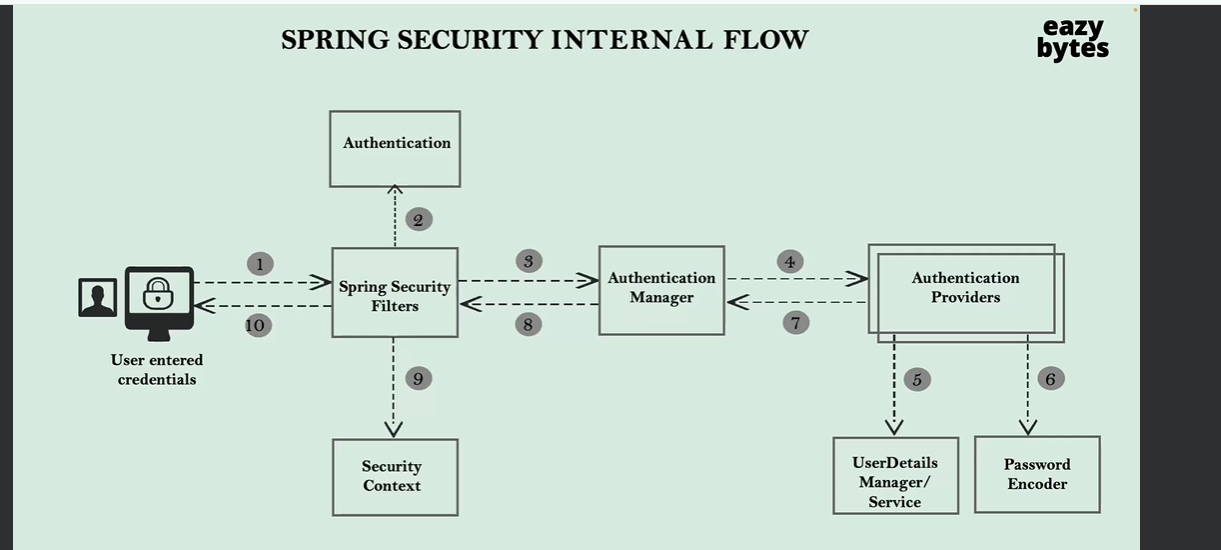 SPRING SECURITY INTERNAL FLOW
eazy
bytes
Authentication
2
1
3
4
Spring Security
Filters
Authentication
Manager
Authentication
Providers
10
8
7
User entered
credentials
9
5
6
Security
Context
UserDetails
Manager/
Service
Password
Encoder